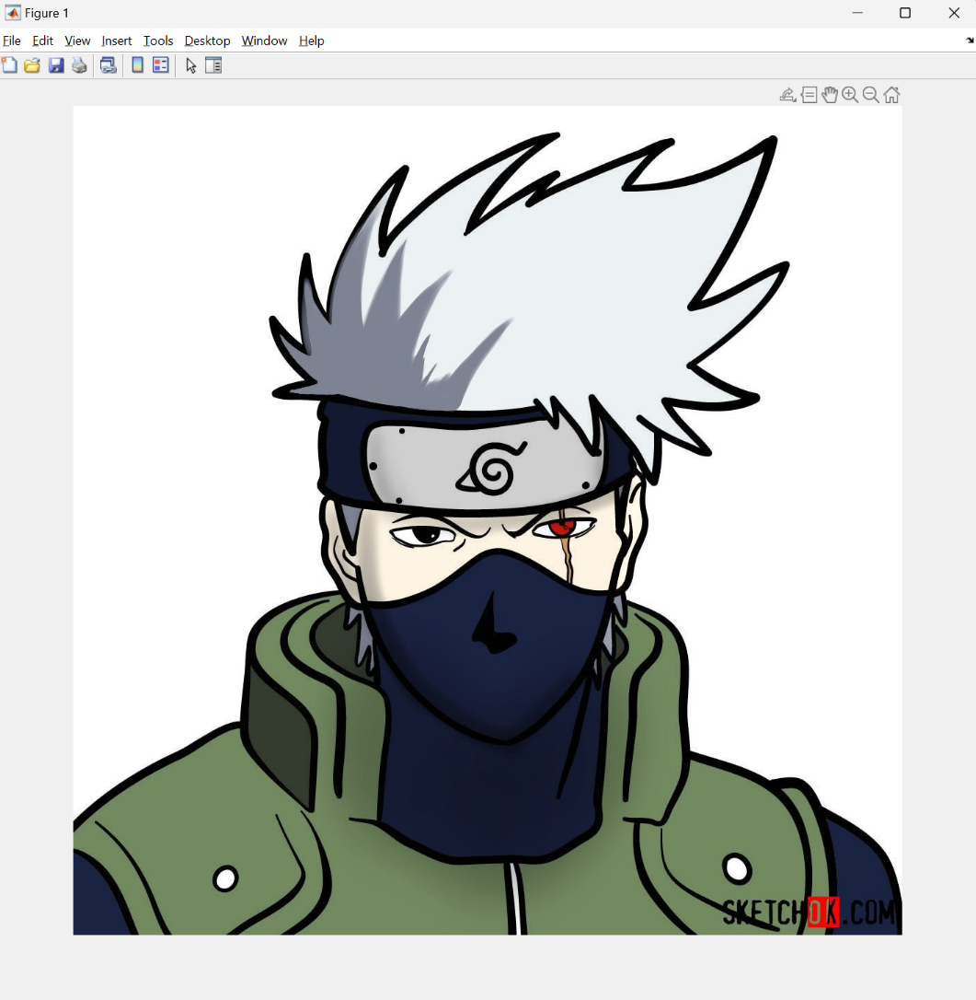 Figure 1
File Edit View Insert Tools Desktop Window Help
SKETCHOK.COM